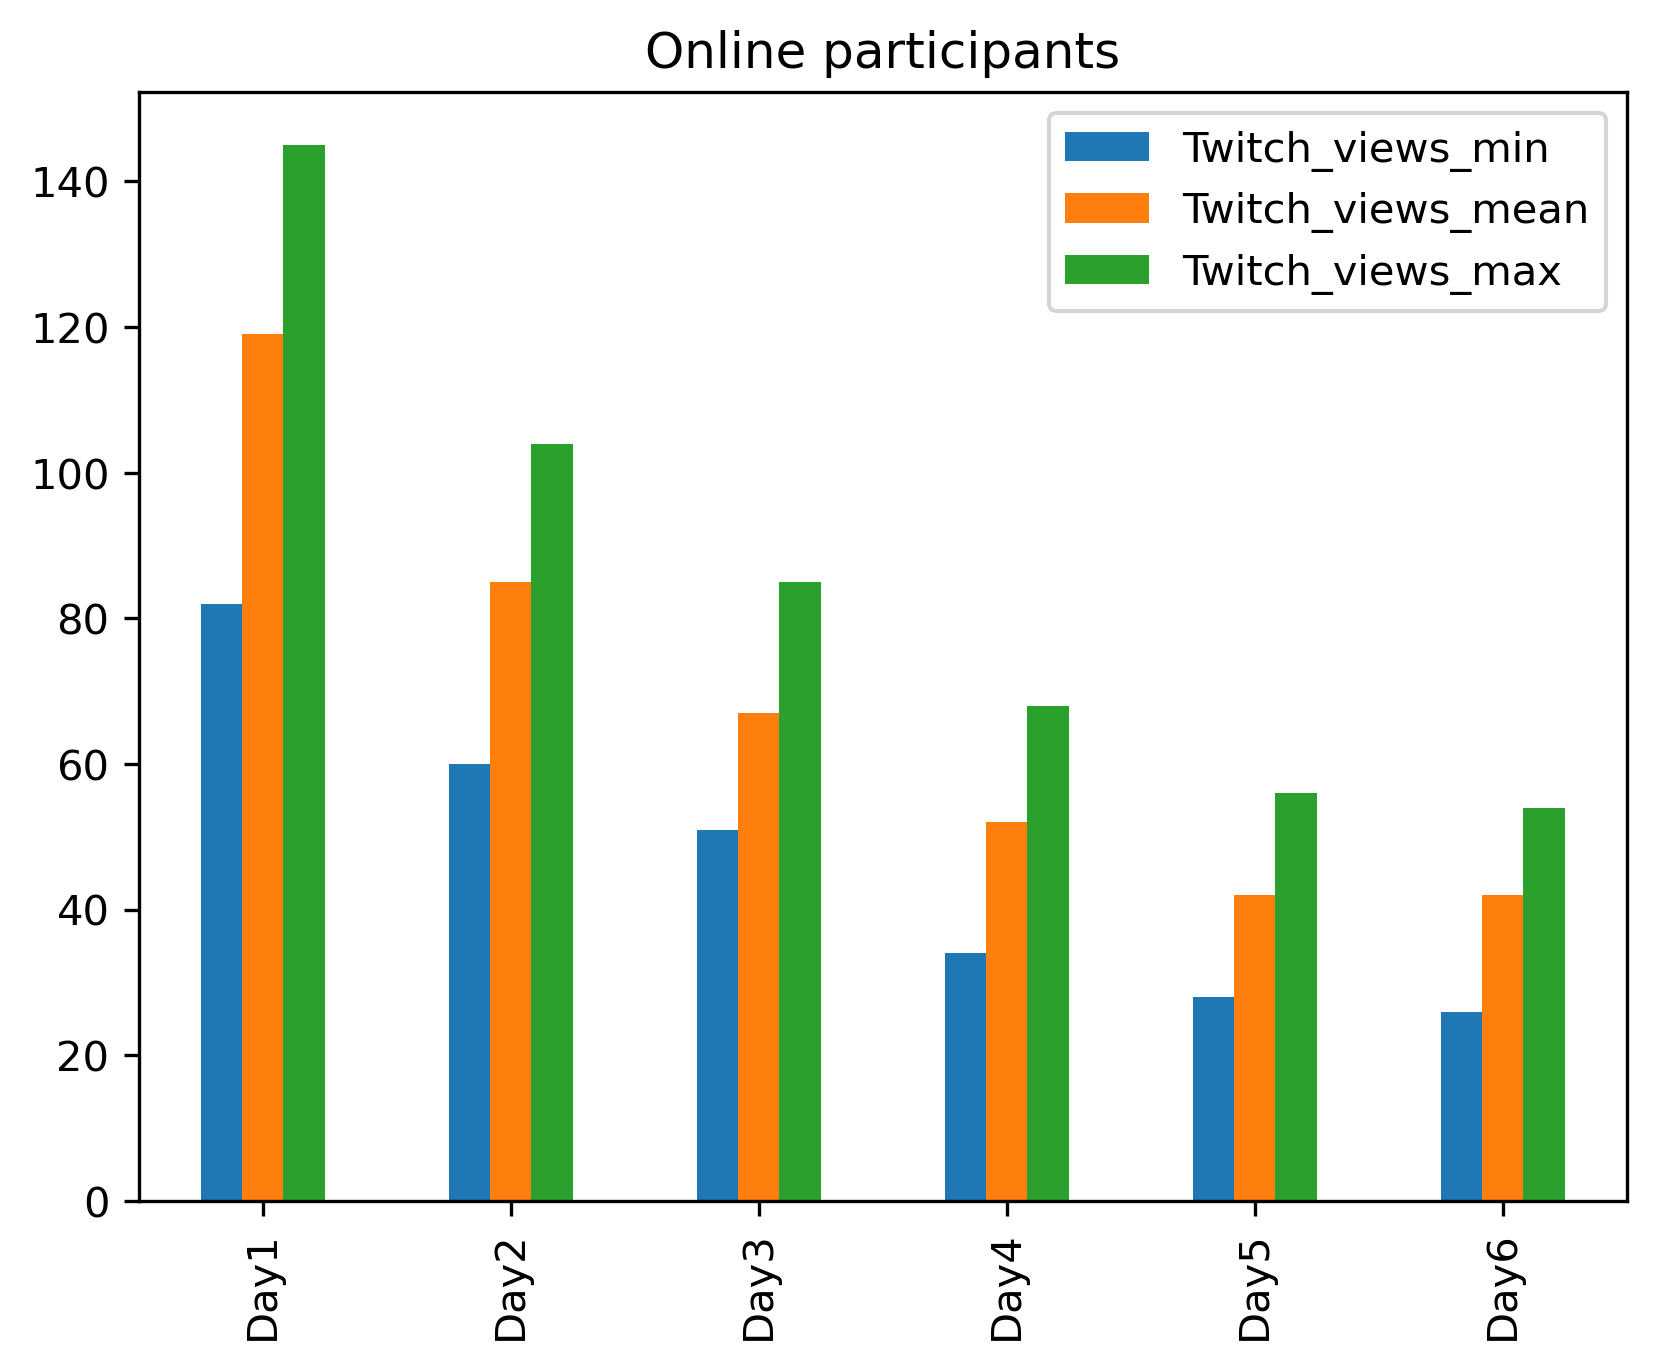 Online participants
Twitch_views_min
Twitch_views_mean
Twitch_views_max
140
120
100
80
60
40
20
0
Day1
Day2
Day3
Day4
Day5
Day6